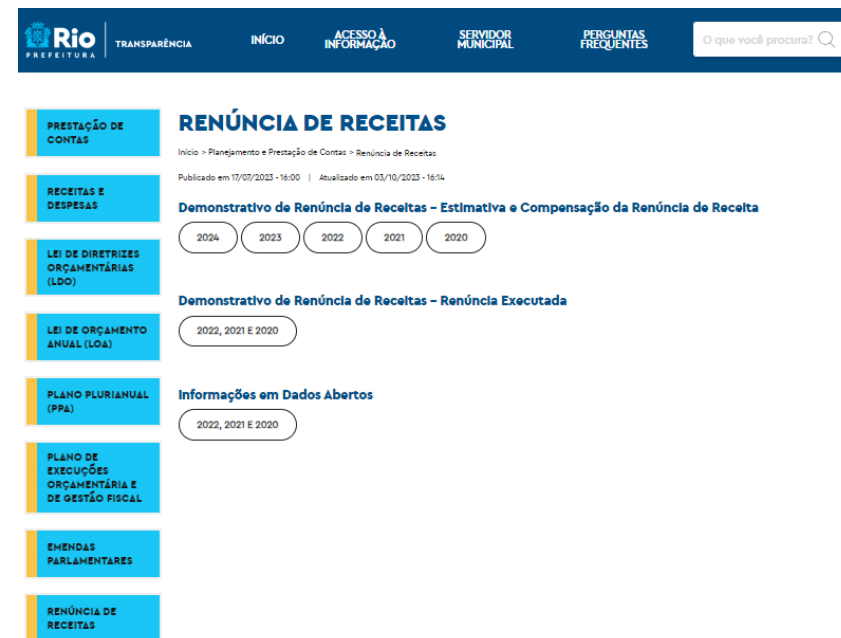 Rio
PREFEITURA
TRANSPARÊNCIA
INÍCIO
ACESSO À
INFORMAÇÃO
SERVIDOR
MUNICIPAL
PERGUNTAS
FREQUENTES
O que você procura?
PRESTAÇÃO DE
CONTAS
RECEITAS E
DESPESAS
LEI DE DIRETRIZES
ORÇAMENTÁRIAS
(LDO)
LEI DE ORÇAMENTO
ANUAL (LOA)
PLANO PLURIANUAL
(PPA)
PLANO DE
EXECUÇÕES
ORÇAMENTÁRIA E
DE GESTÃO FISCAL
EMENDAS
PARLAMENTARES
RENÚNCIA DE
RECEITAS
RENÚNCIA DE RECEITAS
Início > Planejamento e Prestação de Contas > Renúncia de Receitas
Publicado em 17/07/2023 - 16:00 | Atualizado em 03/10/2023 - 16:14
Demonstrativo de Renúncia de Receitas – Estimativa e Compensação da Renúncia de Receita
2024 2023 2022 2021 2020
Demonstrativo de Renúncia de Receitas – Renúncia Executada
2022, 2021 E 2020
Informações em Dados Abertos
2022, 2021 E 2020